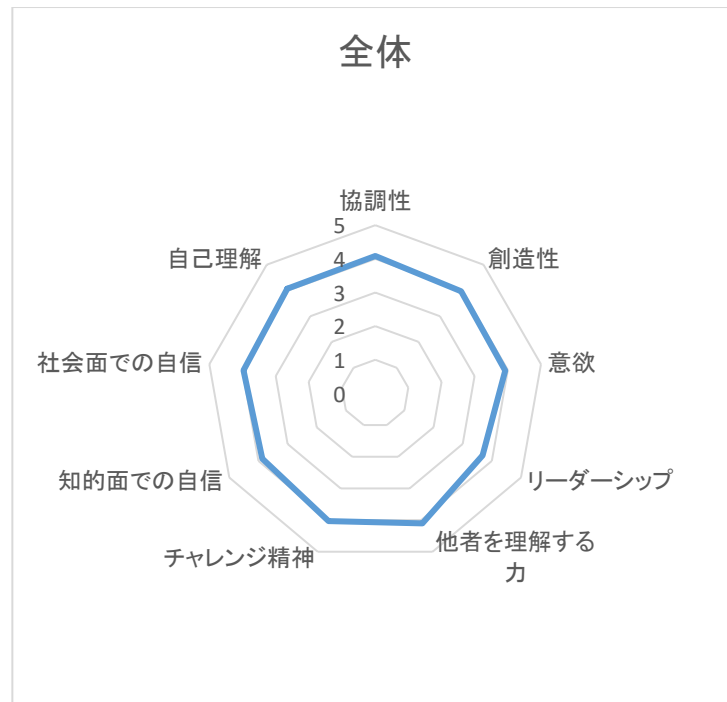 全体
協調性
5
自己理解
創造性
4
3
2
社会面での自信
意欲
1
0
知的面での自信
リーダーシップ
チャレンジ精神
他者を理解する
力